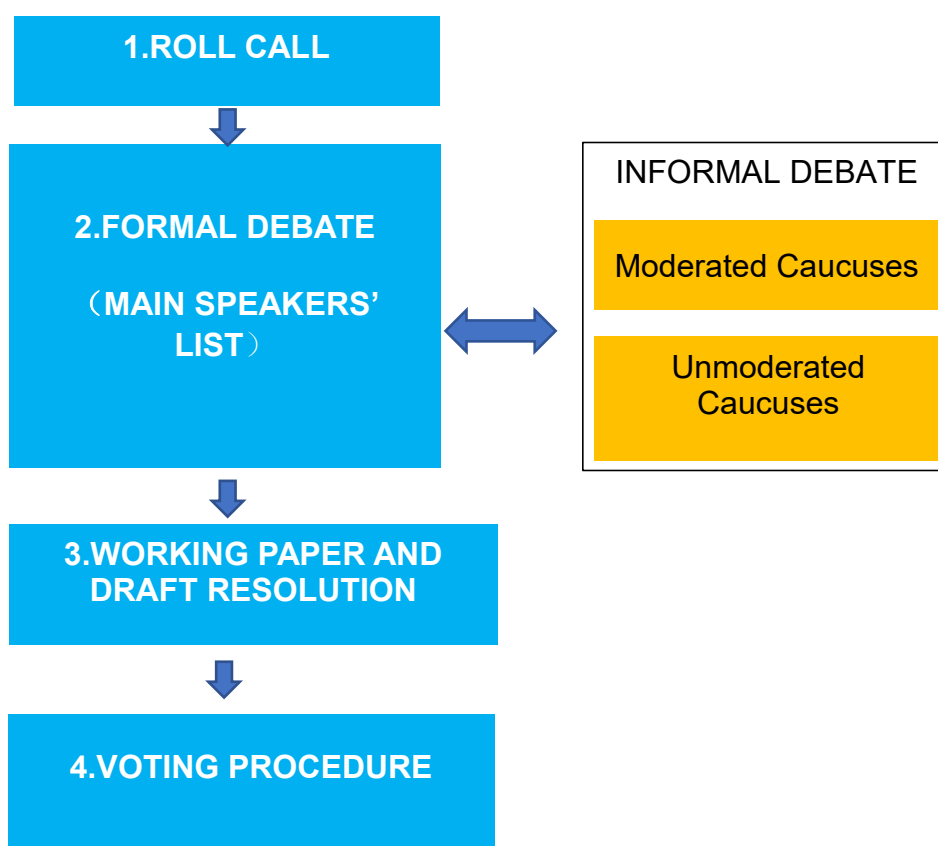 1.ROLL CALL
2.FORMAL DEBATE
（MAIN SPEAKERS’
LIST）
INFORMAL DEBATE
Moderated Caucuses
Unmoderated
Caucuses
3.WORKING PAPER AND
DRAFT RESOLUTION
4.VOTING PROCEDURE